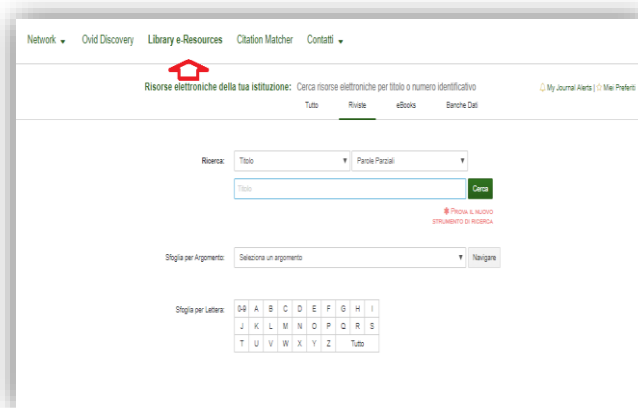 Network Ovid Discovery Library e-Resources Citation Matcher Contatti
Risorse elettroniche della tua istituzione: Cerca risorse elettroniche per titolo o numero identificativo
My Journal Alerts | Miei Preferiti
Tutto Riviste eBooks Banche Dati
Ricerca: Titolo Parole Parziali
Titolo Cerca
PROVA IL NUOVO
STRUMENTO DI RICERCA
Sfoglia per Argomento: Seleziona un argomento Navigare
Sfoglia per Lettera: 0-9 A B C D E F G H I
J K L M N O P Q R S
T U V W X Y Z Tutto